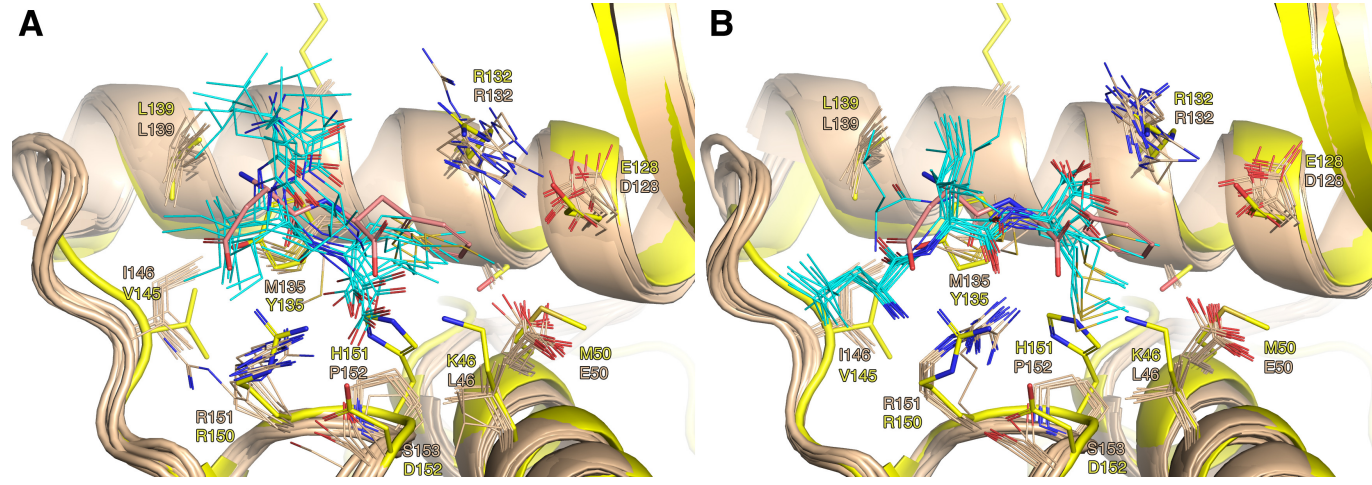 A
R132
R132
L139
L139
E128
D128
I146
V145
M135
Y135
H151
P152
K46
L46
M50
E50
R151
R150
S153
D152
B
L139
L139
R132
R132
E128
D128
M135
Y135
I146
V145
H151
P152
K46
L46
M50
E50
R151
R150
S153
D152